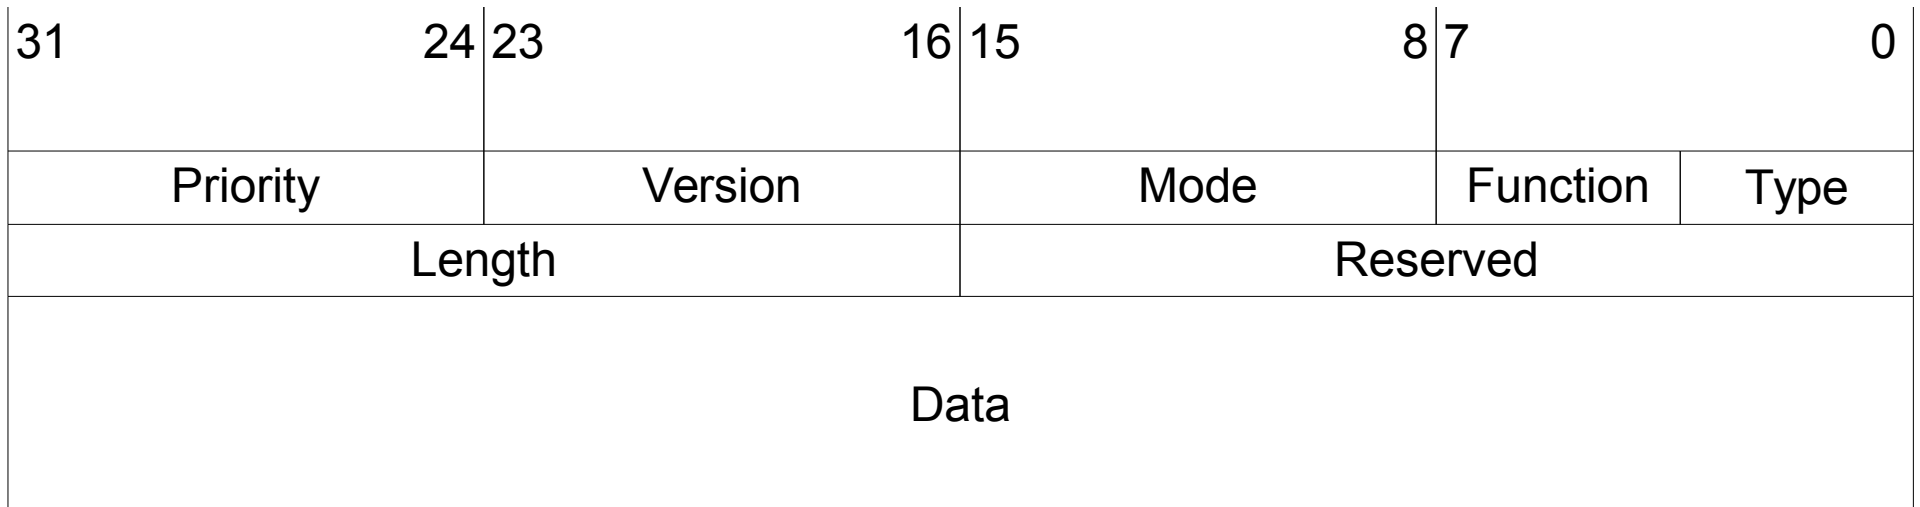 31 24 23 16 15 8 7 0
Priority Version Mode Function Type
Length Reserved
Data